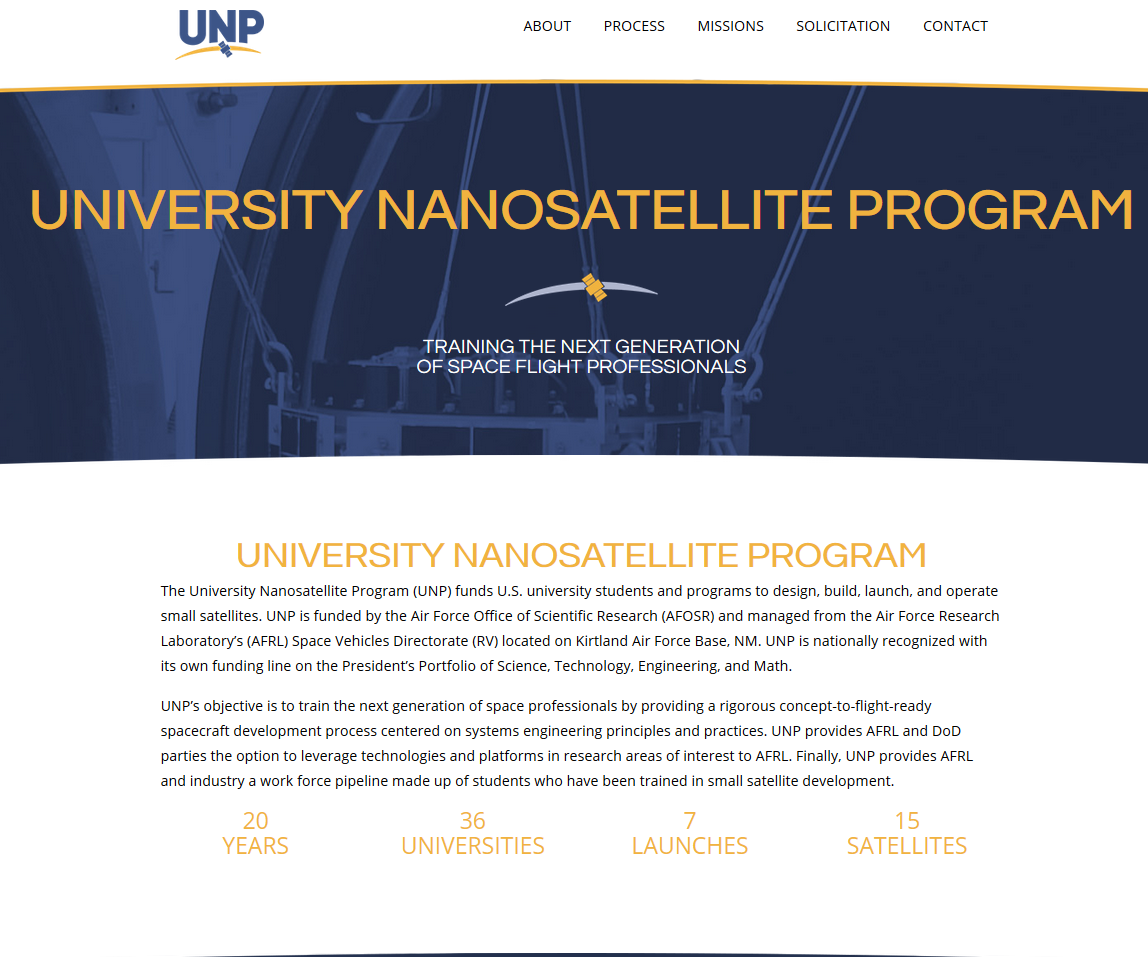 UNP
ABOUT PROCESS MISSIONS SOLICITATION CONTACT
UNIVERSITY NANOSATELLITE PROGRAM
TRAINING THE NEXT GENERATION
OF SPACE FLIGHT PROFESSIONALS
UNIVERSITY NANOSATELLITE PROGRAM
The University Nanosatellite Program (UNP) funds U.S. university students and programs to design, build, launch, and operate
small satellites. UNP is funded by the Air Force Office of Scientific Research (AFOSR) and managed from the Air Force Research
Laboratory’s (AFRL) Space Vehicles Directorate (RV) located on Kirtland Air Force Base, NM. UNP is nationally recognized with
its own funding line on the President’s Portfolio of Science, Technology, Engineering, and Math.
UNP’s objective is to train the next generation of space professionals by providing a rigorous concept-to-flight-ready
spacecraft development process centered on systems engineering principles and practices. UNP provides AFRL and DoD
parties the option to leverage technologies and platforms in research areas of interest to AFRL. Finally, UNP provides AFRL
and industry a work force pipeline made up of students who have been trained in small satellite development.
20 36 7 15
YEARS UNIVERSITIES LAUNCHES SATELLITES